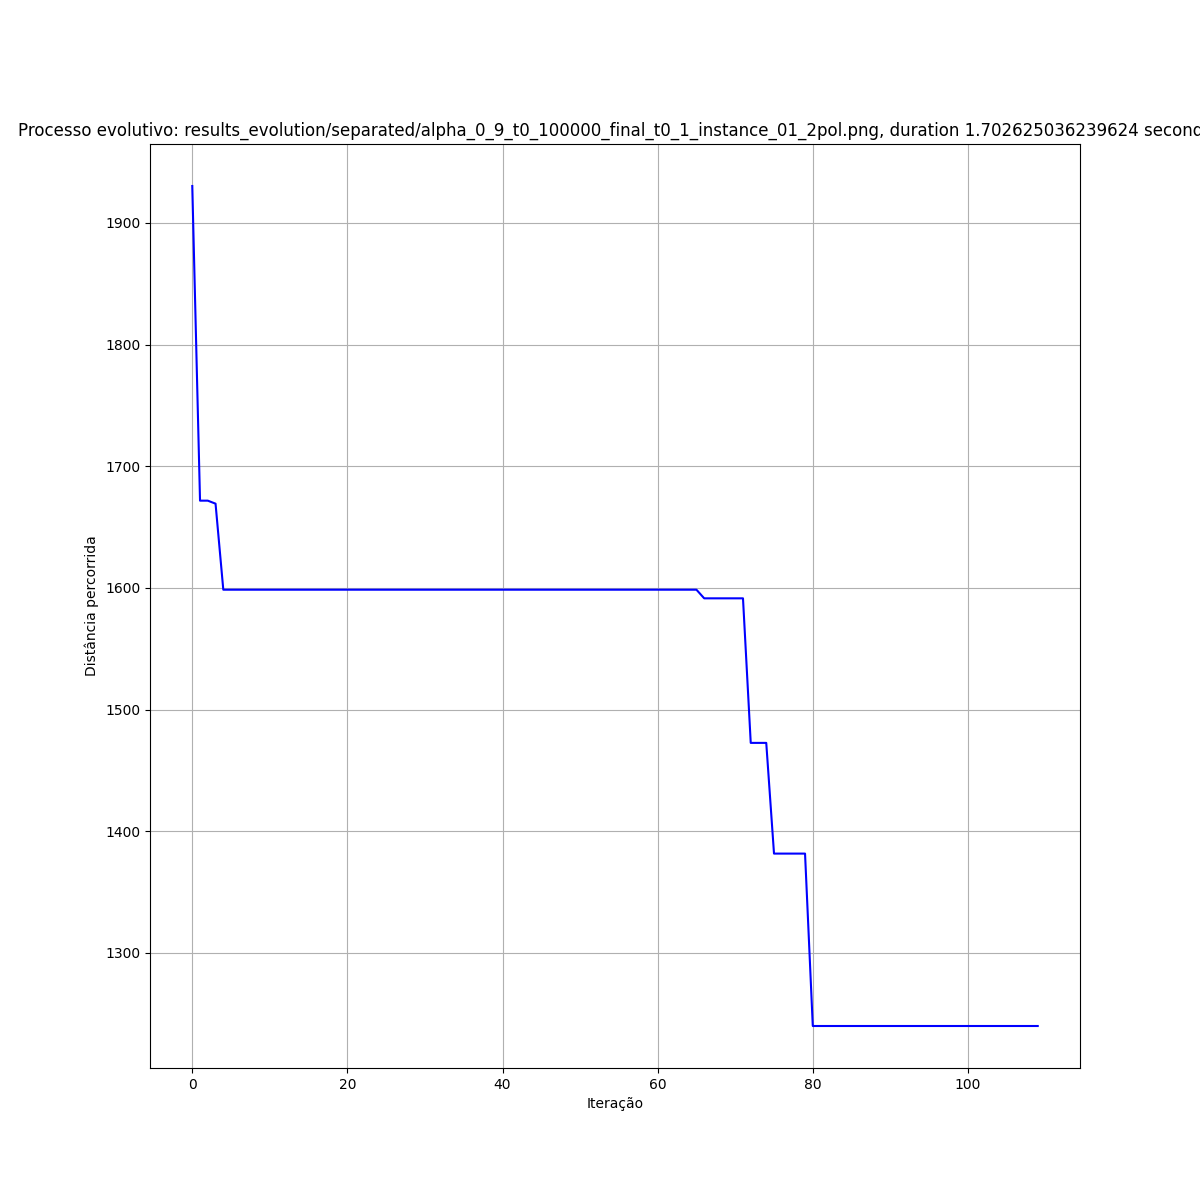 Processo evolutivo: results_evolution/separated/alpha_0_9_t0_100000_final_t0_1_instance_01_2pol.png, duration 1.702625036239624 second
1900
1800
1700
1600
1500
1400
1300
Distância percorrida
0 20 40 60 80 100
Iteração